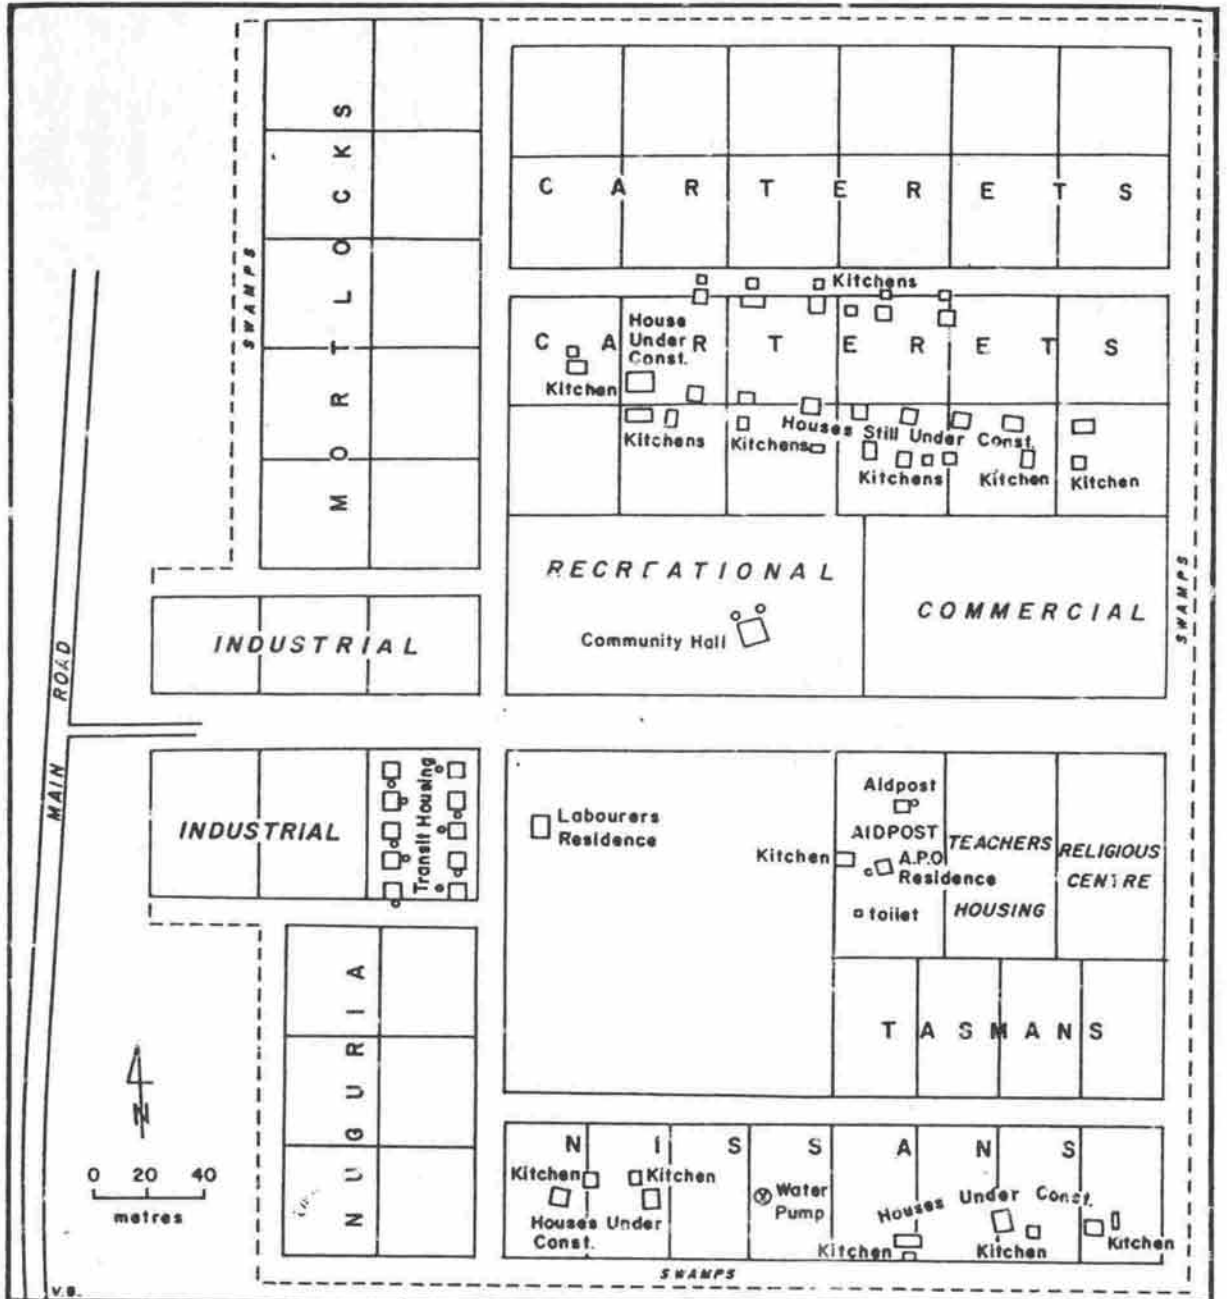 MORTLOCKS
SWAMPS
CARTERETS
Kitchens
House
Under
Const.
CARTERETS
Kitchen
Kitchens
Kitchens
Houses Still Under Const.
Kitchens
Kitchen
Kitchen
RECREATIONAL
COMMERCIAL
Community Hall
SWAMPS
INDUSTRIAL
MAIN ROAD
INDUSTRIAL
Transit Housing
Labourers
Residence
Aidpost
AIDPOST
Kitchen
A.P.O
Residence
toilet
TEACHERS
HOUSING
RELIGIOUS
CENTRE
TASMANS
NUGURIA
N
0 20 40
metres
NISSANS
Kitchen
Kitchen
Houses Under
Const.
Water
Pump
Houses Under Const.
Kitchen
Kitchen
Kitchen
SWAMPS
V.B.